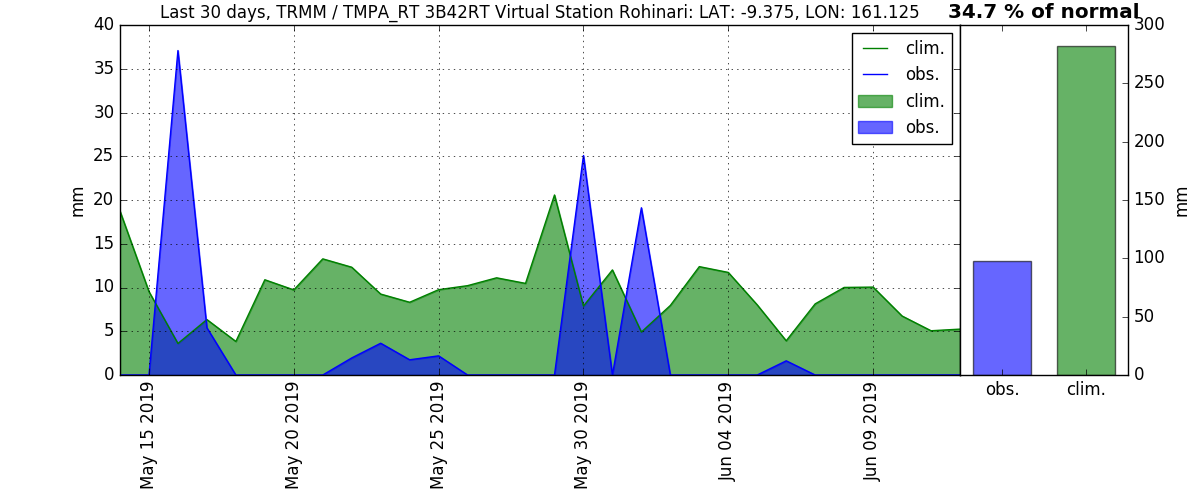 Last 30 days, TRMM / TMPA_RT 3B42RT Virtual Station Rohinari: LAT: -9.375, LON: 161.125
34.7 % of normal
40
35
30
25
20
15
10
5
0
mm
clim.
obs.
clim.
obs.
May 15 2019
May 20 2019
May 25 2019
May 30 2019
Jun 04 2019
Jun 09 2019
300
250
200
150
100
50
0
mm
obs.
clim.